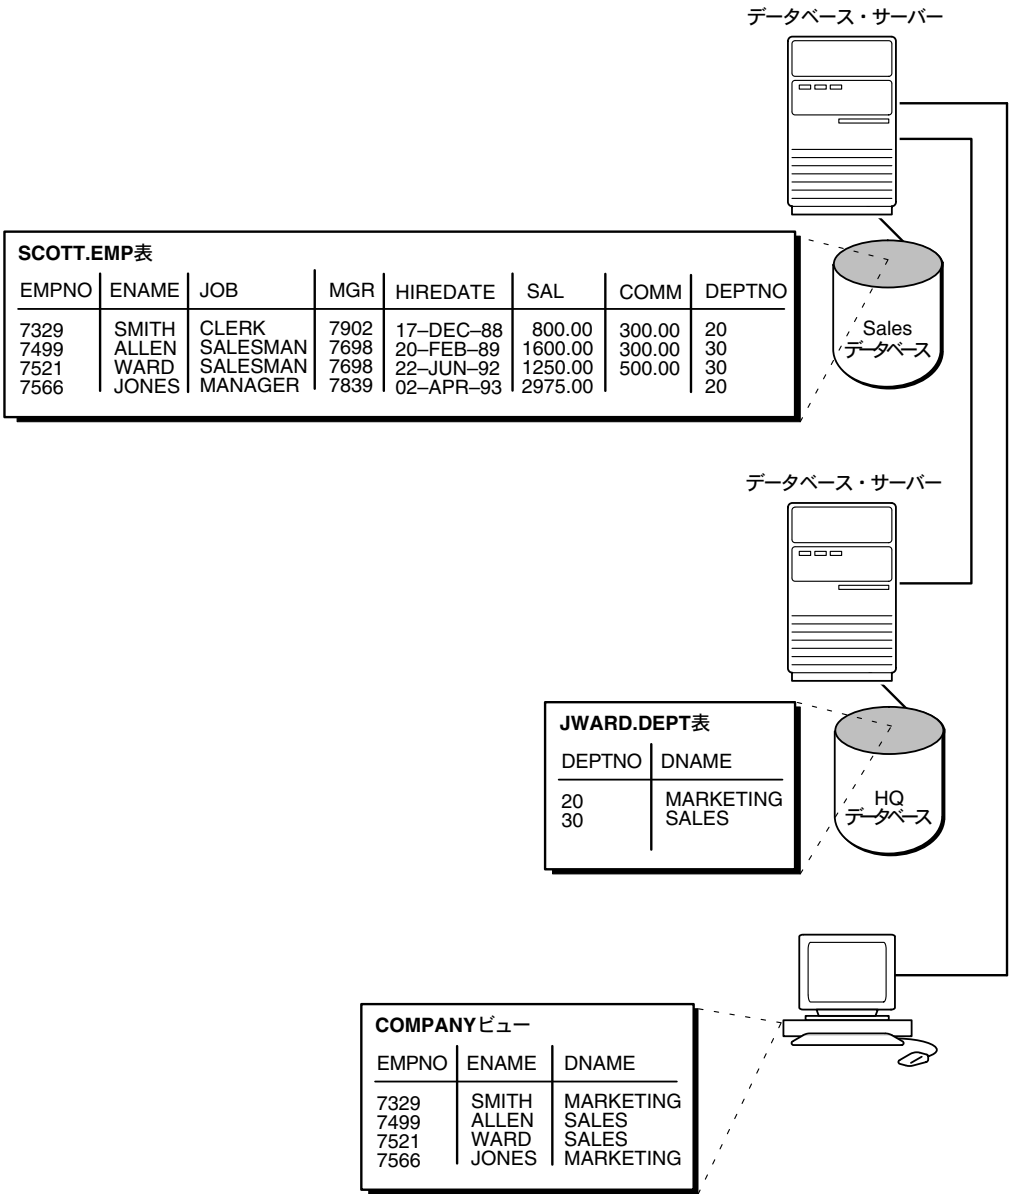 データベース・サーバー
SCOTT.EMP表
EMPNO ENAME JOB MGR HIREDATE SAL COMM DEPTNO
7329 SMITH CLERK 7902 17–DEC–88 800.00 300.00 20
7499 ALLEN SALESMAN 7698 20–FEB–89 1600.00 300.00 30
7521 WARD SALESMAN 7698 22–JUN–92 1250.00 500.00 30
7566 JONES MANAGER 7839 02–APR–93 2975.00 20
Sales
データベース
データベース・サーバー
JWARD.DEPT表
DEPTNO DNAME
20 MARKETING
30 SALES
HQ
データベース
COMPANYビュー
EMPNO ENAME DNAME
7329 SMITH MARKETING
7499 ALLEN SALES
7521 WARD SALES
7566 JONES MARKETING